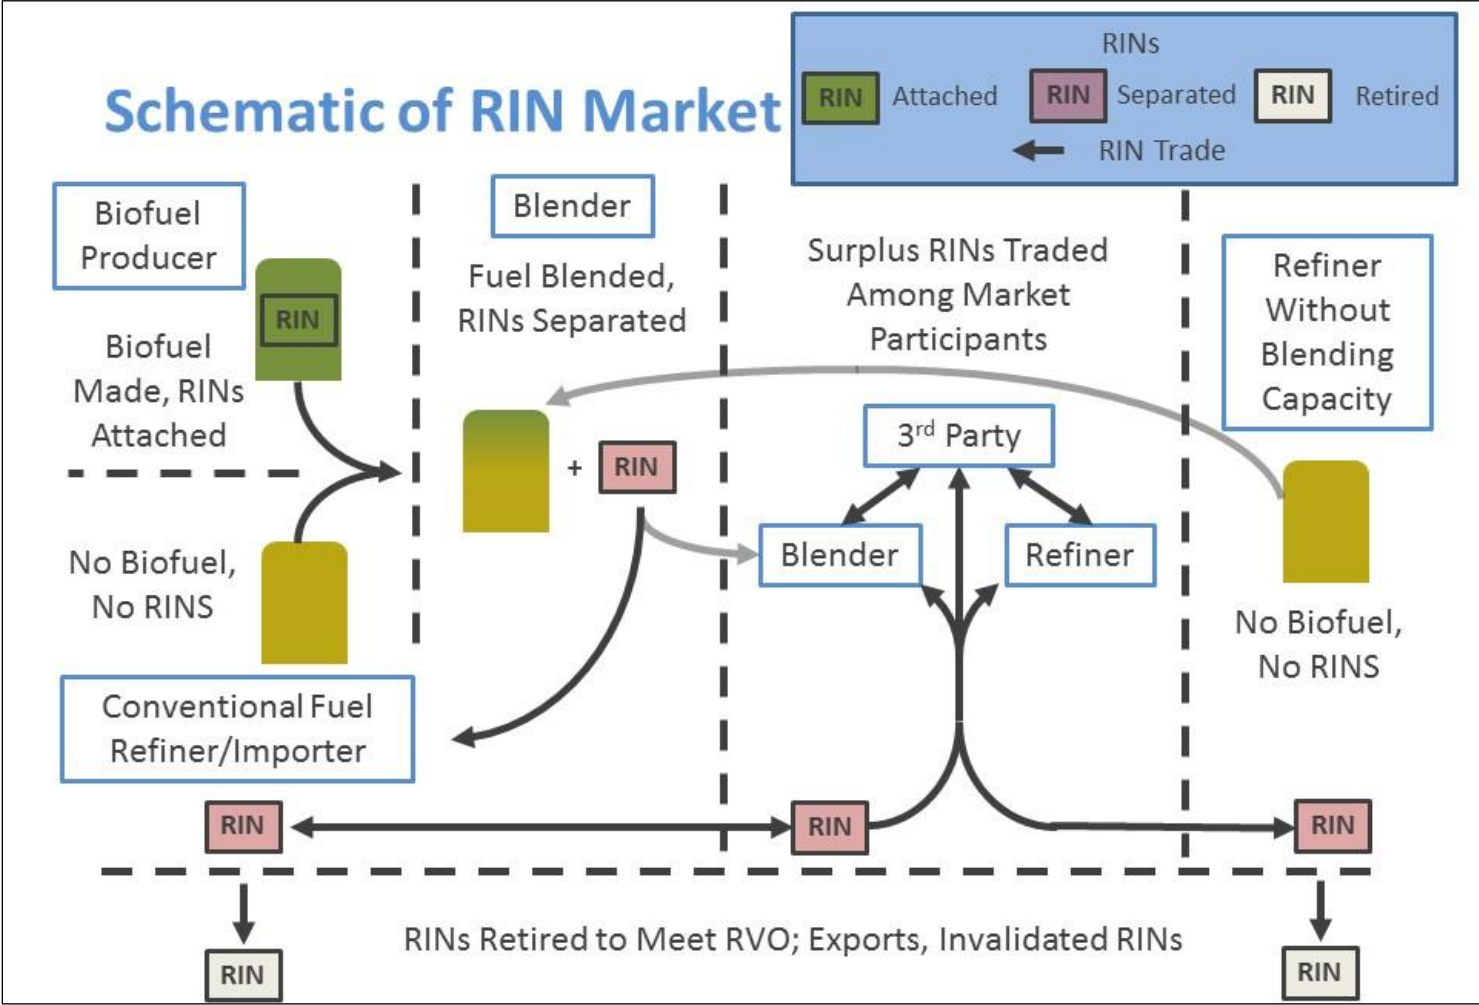 Schematic of RIN Market
RINs
RIN Attached
RIN Separated
RIN Retired
RIN Trade
Biofuel
Producer
RIN
Biofuel
Made, RINs
Attached
No Biofuel,
No RINS
Conventional Fuel
Refiner/Importer
Blender
Fuel Blended,
RINs Separated
+ RIN
Surplus RINs Traded
Among Market
Participants
3rd Party
Blender
Refiner
Refiner
Without
Blending
Capacity
No Biofuel,
No RINS
RIN
RIN
RIN
RINs Retired to Meet RVO; Exports, Invalidated RINs
RIN
RIN